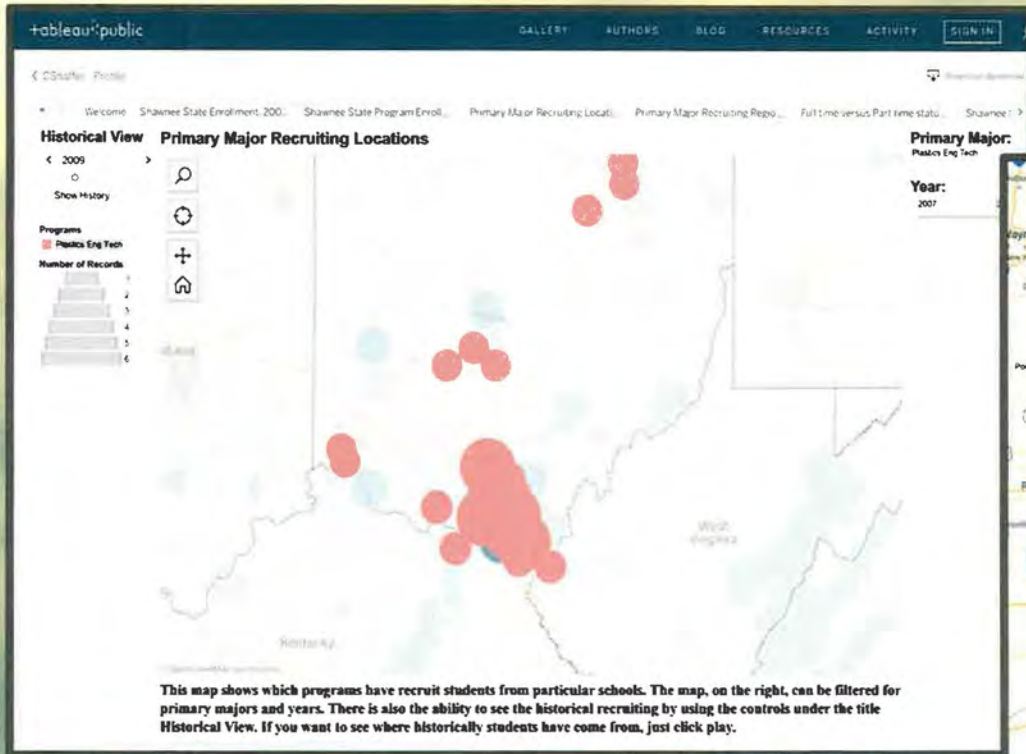 +ableau+public
GALLERY AUTHORS BLOG RESOURCES ACTIVITY SIGN IN
Profile
Welcome Shawnee State Enrollment, 200... Shawnee State Program Enroll... Primary Major Recruiting Locati... Primary Major Recruiting Regio... Full time versus Part time statu... Shawnee
Historical View
2009
Show History
Programs
Plastics Eng Tech
Number of Records
1
2
3
4
5
6
Primary Major Recruiting Locations
West Virginia
Kentucky
Primary Major:
Plastics Eng Tech
Year:
2007
This map shows which programs have recruit students from particular schools. The map, on the right, can be filtered for
primary majors and years. There is also the ability to see the historical recruiting by using the controls under the title
Historical View. If you want to see where historically students have come from, just click play.